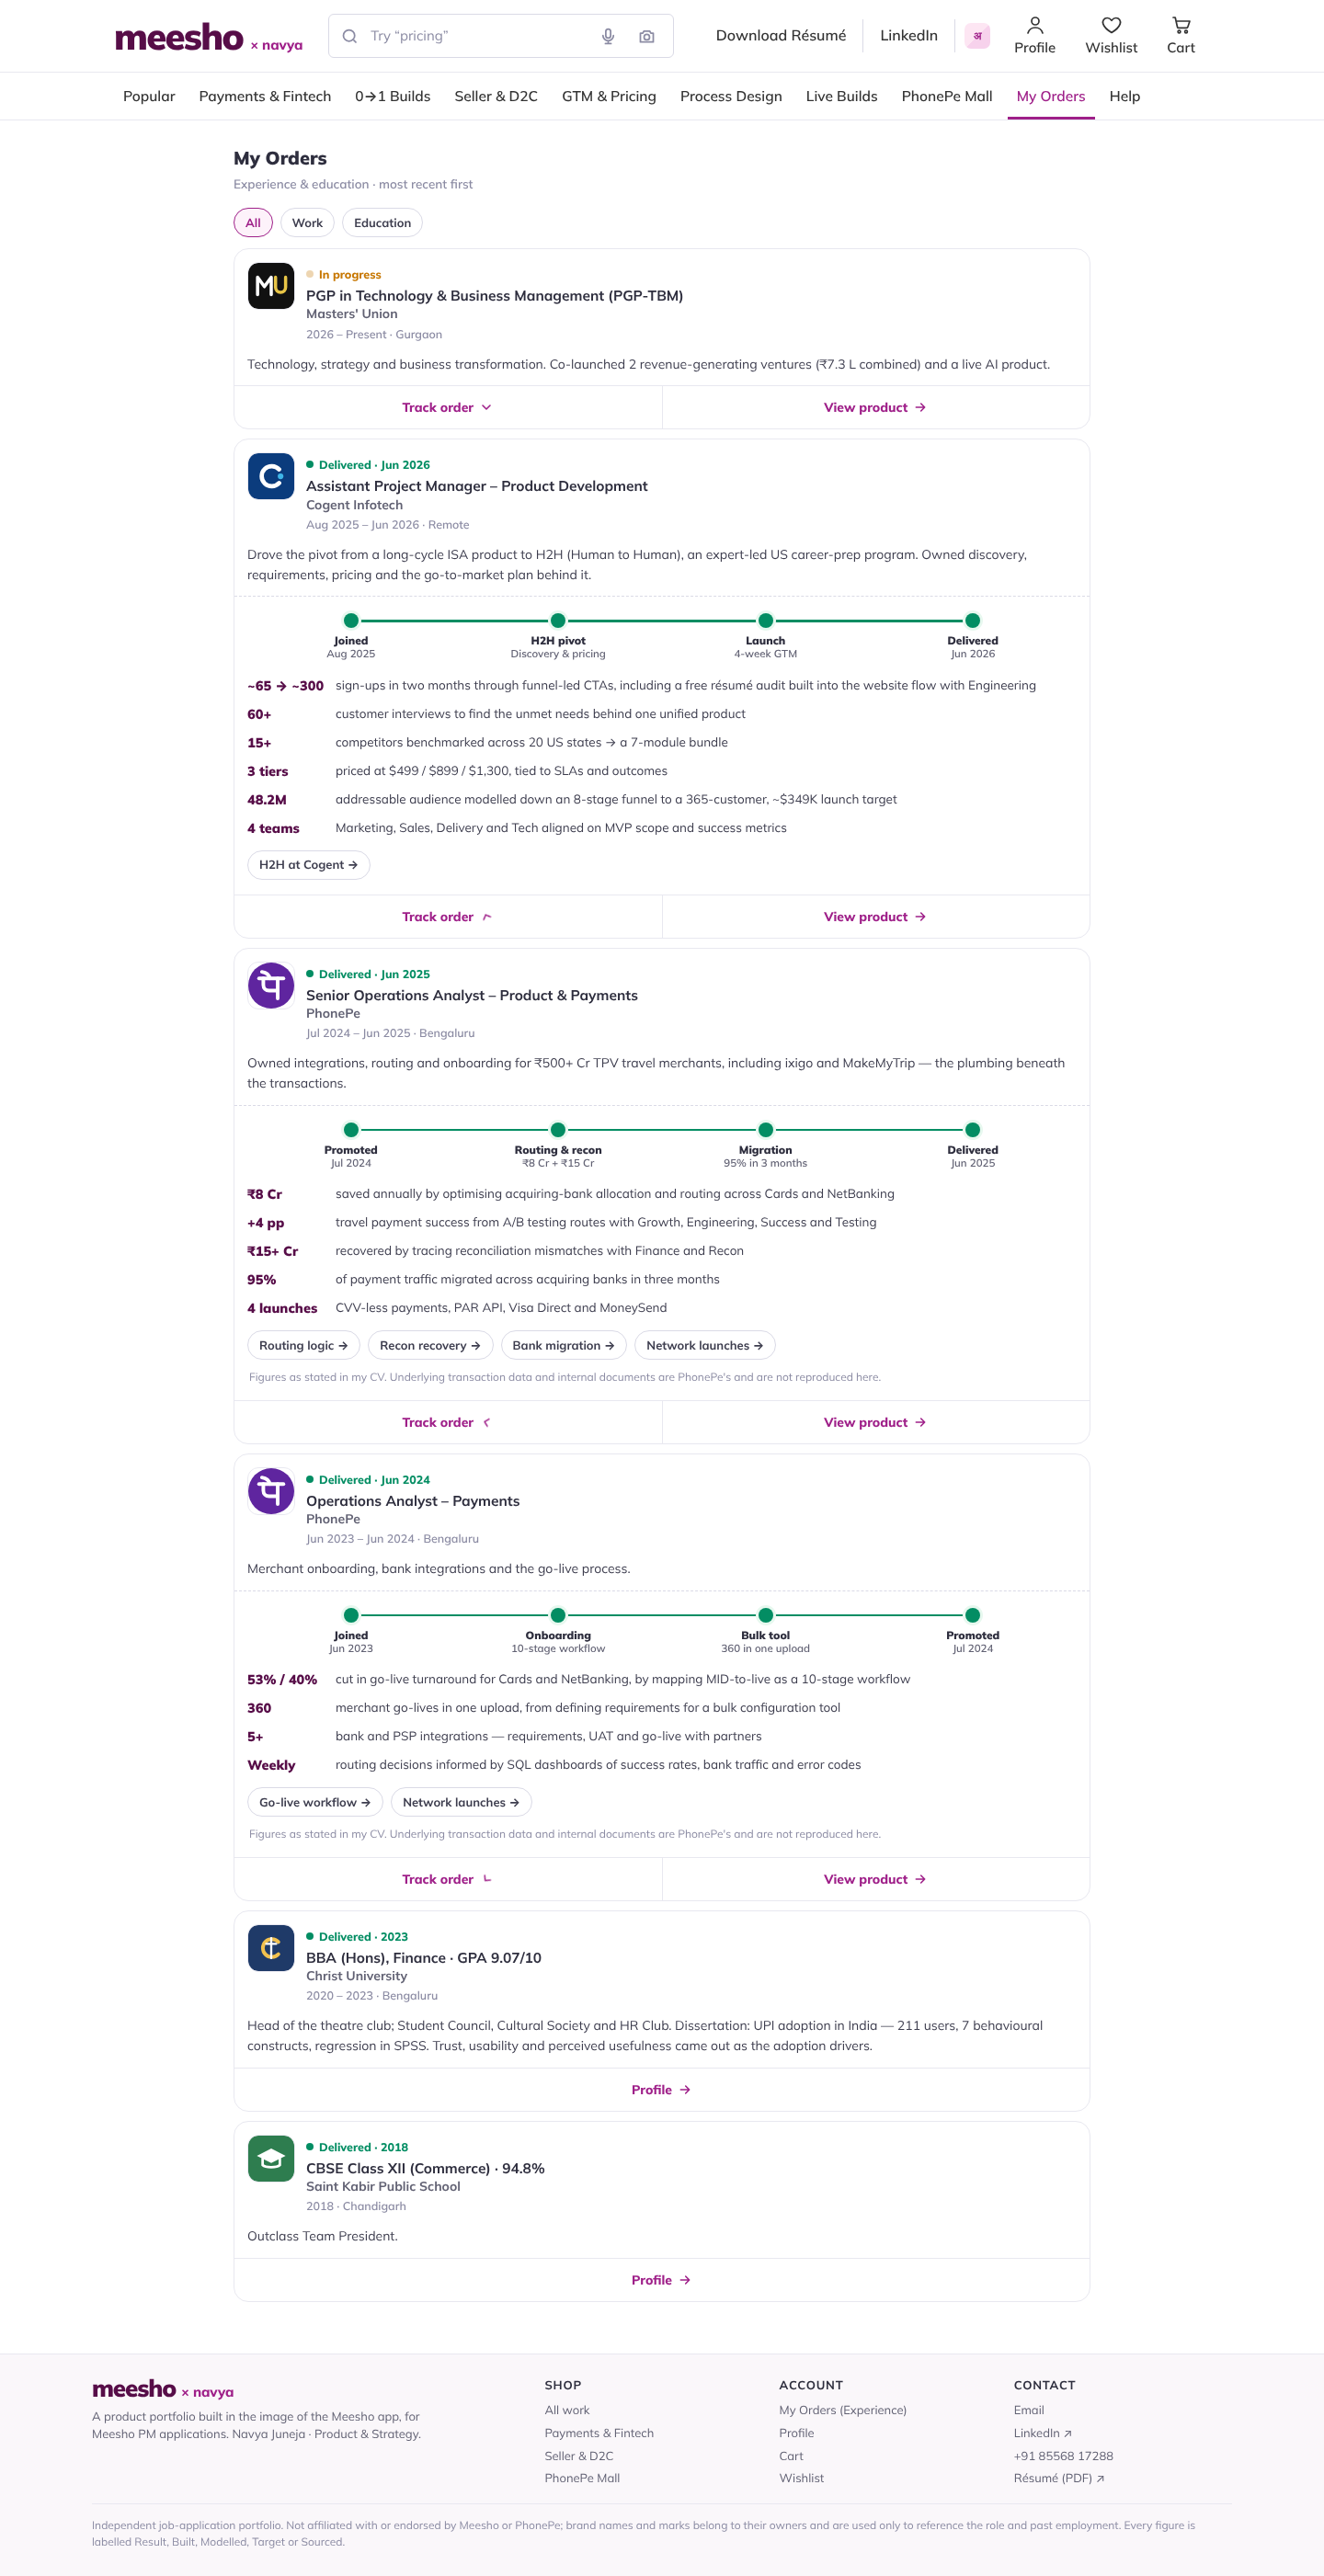 meesho × navya
Try “pricing”
Download Résumé
LinkedIn
अ
Profile
Wishlist
Cart
Popular
Payments & Fintech
0→1 Builds
Seller & D2C
GTM & Pricing
Process Design
Live Builds
PhonePe Mall
My Orders
Help
My Orders
Experience & education · most recent first
All
Work
Education
MU
In progress
PGP in Technology & Business Management (PGP-TBM)
Masters' Union
2026 – Present · Gurgaon
Technology, strategy and business transformation. Co-launched 2 revenue-generating ventures (₹7.3 L combined) and a live AI product.
Track order
View product →
Delivered · Jun 2026
Assistant Project Manager – Product Development
Cogent Infotech
Aug 2025 – Jun 2026 · Remote
Drove the pivot from a long-cycle ISA product to H2H (Human to Human), an expert-led US career-prep program. Owned discovery,
requirements, pricing and the go-to-market plan behind it.
Joined
Aug 2025
H2H pivot
Discovery & pricing
Launch
4-week GTM
Delivered
Jun 2026
~65 → ~300 sign-ups in two months through funnel-led CTAs, including a free résumé audit built into the website flow with Engineering
60+ customer interviews to find the unmet needs behind one unified product
15+ competitors benchmarked across 20 US states → a 7-module bundle
3 tiers priced at $499 / $899 / $1,300, tied to SLAs and outcomes
48.2M addressable audience modelled down an 8-stage funnel to a 365-customer, ~$349K launch target
4 teams Marketing, Sales, Delivery and Tech aligned on MVP scope and success metrics
H2H at Cogent →
Track order
View product →
पे
Delivered · Jun 2025
Senior Operations Analyst – Product & Payments
PhonePe
Jul 2024 – Jun 2025 · Bengaluru
Owned integrations, routing and onboarding for ₹500+ Cr TPV travel merchants, including ixigo and MakeMyTrip — the plumbing beneath
the transactions.
Promoted
Jul 2024
Routing & recon
₹8 Cr + ₹15 Cr
Migration
95% in 3 months
Delivered
Jun 2025
₹8 Cr saved annually by optimising acquiring-bank allocation and routing across Cards and NetBanking
+4 pp travel payment success from A/B testing routes with Growth, Engineering, Success and Testing
₹15+ Cr recovered by tracing reconciliation mismatches with Finance and Recon
95% of payment traffic migrated across acquiring banks in three months
4 launches CVV-less payments, PAR API, Visa Direct and MoneySend
Routing logic →
Recon recovery →
Bank migration →
Network launches →
Figures as stated in my CV. Underlying transaction data and internal documents are PhonePe's and are not reproduced here.
Track order
View product →
पे
Delivered · Jun 2024
Operations Analyst – Payments
PhonePe
Jun 2023 – Jun 2024 · Bengaluru
Merchant onboarding, bank integrations and the go-live process.
Joined
Jun 2023
Onboarding
10-stage workflow
Bulk tool
360 in one upload
Promoted
Jul 2024
53% / 40% cut in go-live turnaround for Cards and NetBanking, by mapping MID-to-live as a 10-stage workflow
360 merchant go-lives in one upload, from defining requirements for a bulk configuration tool
5+ bank and PSP integrations — requirements, UAT and go-live with partners
Weekly routing decisions informed by SQL dashboards of success rates, bank traffic and error codes
Go-live workflow →
Network launches →
Figures as stated in my CV. Underlying transaction data and internal documents are PhonePe's and are not reproduced here.
Track order
View product →
Delivered · 2023
BBA (Hons), Finance · GPA 9.07/10
Christ University
2020 – 2023 · Bengaluru
Head of the theatre club; Student Council, Cultural Society and HR Club. Dissertation: UPI adoption in India — 211 users, 7 behavioural
constructs, regression in SPSS. Trust, usability and perceived usefulness came out as the adoption drivers.
Profile →
Delivered · 2018
CBSE Class XII (Commerce) · 94.8%
Saint Kabir Public School
2018 · Chandigarh
Outclass Team President.
Profile →
meesho × navya
A product portfolio built in the image of the Meesho app, for
Meesho PM applications. Navya Juneja · Product & Strategy.
SHOP
All work
Payments & Fintech
Seller & D2C
PhonePe Mall
ACCOUNT
My Orders (Experience)
Profile
Cart
Wishlist
CONTACT
Email
LinkedIn ↗
+91 85568 17288
Résumé (PDF) ↗
Independent job-application portfolio. Not affiliated with or endorsed by Meesho or PhonePe; brand names and marks belong to their owners and are used only to reference the role and past employment. Every figure is
labelled Result, Built, Modelled, Target or Sourced.